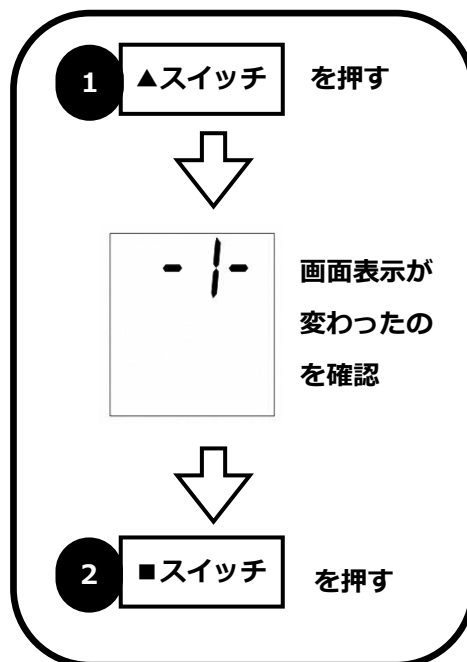 1 ▲スイッチ を押す
- 1 -
画面表示が
変わったの
を確認
2 ■スイッチ を押す